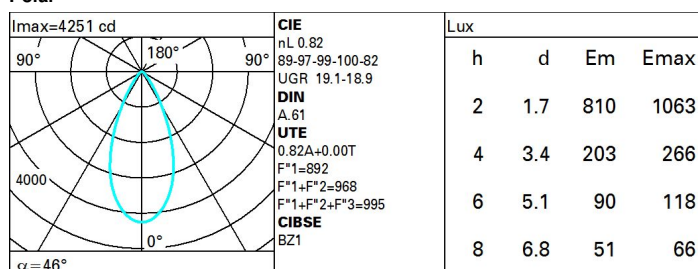 Imax=4251 cd
90°
180°
90°
4000
0°
α=46°
CIE
nL 0.82
89-97-99-100-82
UGR 19.1-18.9
DIN
A.61
UTE
0.82A+0.00T
F"1=892
F"1+F"2=968
F"1+F"2+F"3=995
CIBSE
BZ1
Lux
h d Em Emax
2 1.7 810 1063
4 3.4 203 266
6 5.1 90 118
8 6.8 51 66